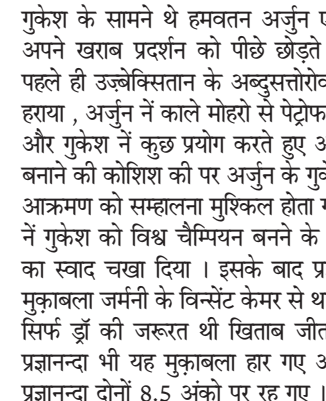 गुकेश के सामने थे हमवतन अर्जुन
अपने खराब प्रदर्शन को पीछे छोड़ते
पहले ही उज्बेक्सितान के अब्दुसत्तोरोव
हराया , अर्जुन नें काले मोहरो से पेट्रोफ
और गुकेश नें कुछ प्रयोग करते हुए
बनाने की कोशिश की पर अर्जुन के
आक्रमण को सम्हालना मुश्किल होता
नें गुकेश को विश्व चैम्पियन बनने के
का स्वाद चखा दिया । इसके बाद
मुक़ाबला जर्मनी के विन्सेंट केमर से
सिर्फ ड्रॉ की जरूरत थी खिताब
प्रज्ञानन्दा भी यह मुक़ाबला हार गए
प्रज्ञानन्दा दोनों 8.5 अंको पर रह गए ।